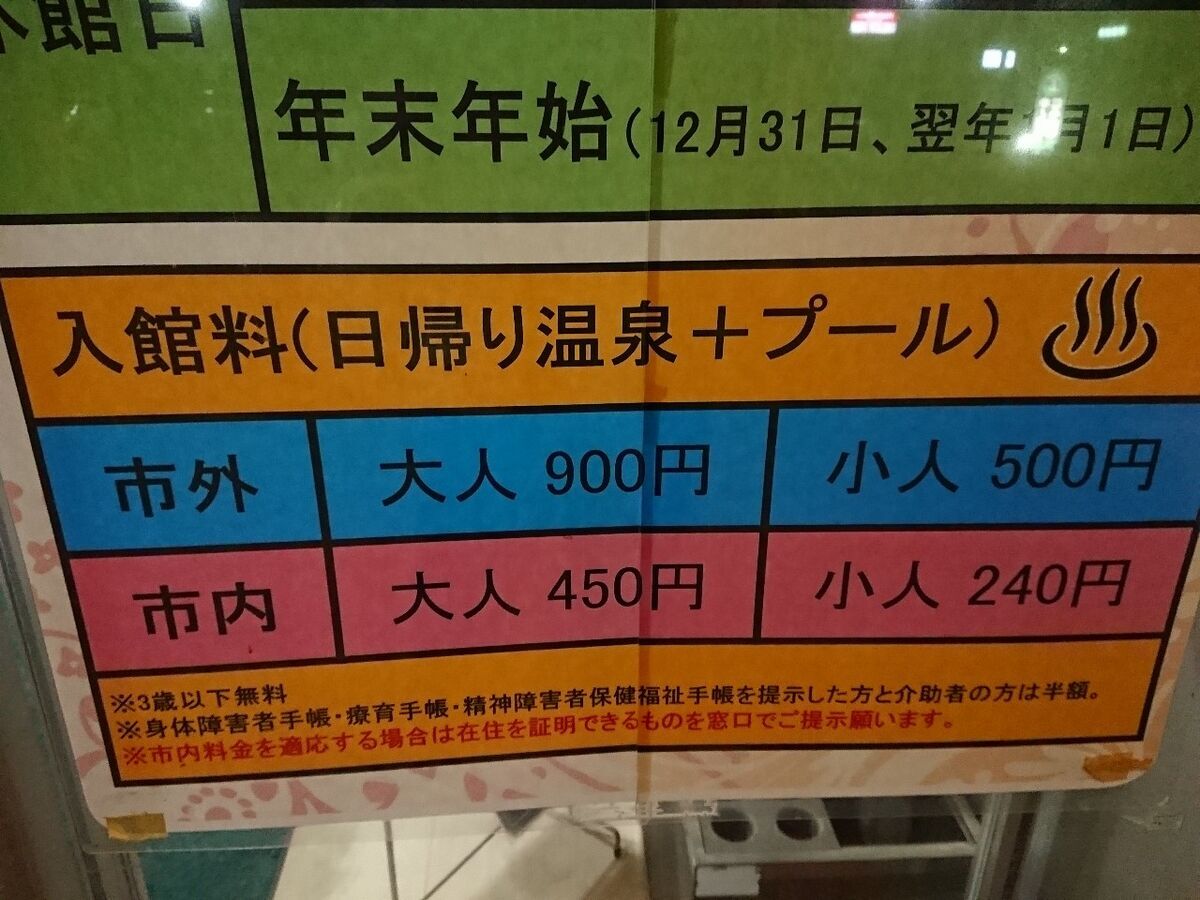 休館日
年末年始(12月31日、翌年1月1日)
入館料(日帰り温泉＋プール)
市外 大人 900円 小人 500円
市内 大人 450円 小人 240円
※3歳以下無料
※身体障害者手帳・療育手帳・精神障害者保健福祉手帳を提示した方と介助者の方は半額。
※市内料金を適応する場合は在住を証明できるものを窓口でご提示願います。